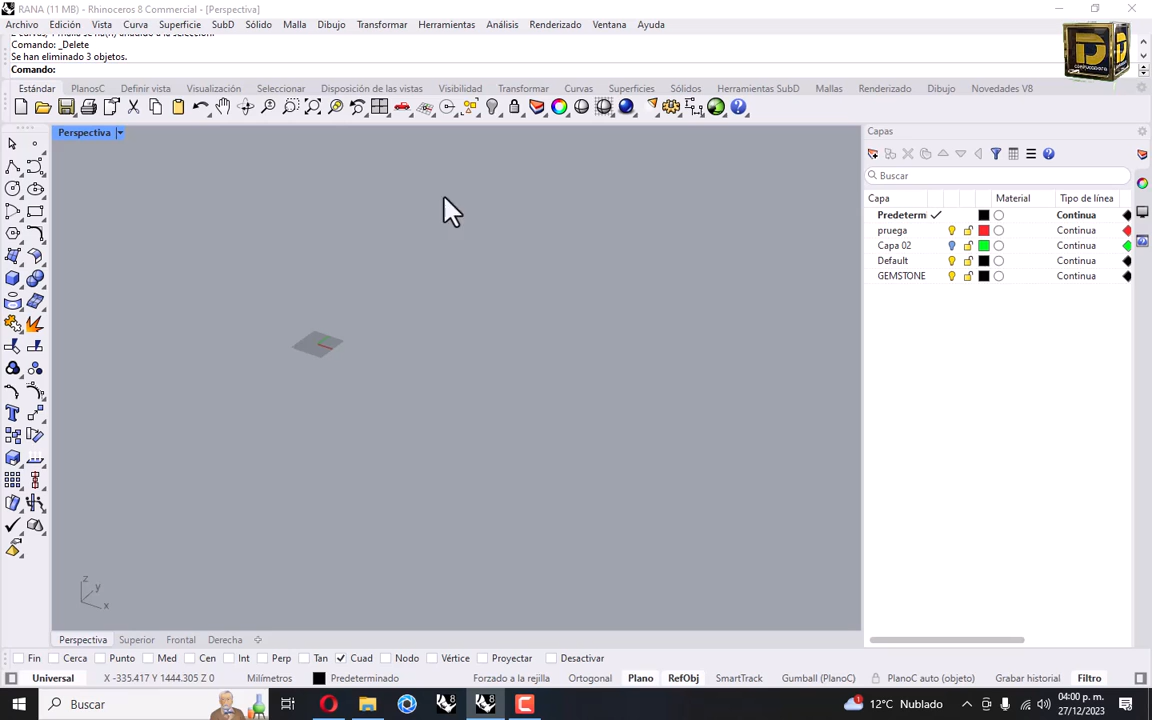 RANA (11 MB) - Rhinoceros 8 Commercial - [Perspectiva]
Archivo Edición Vista Curva Superficie SubD Sólido Malla Dibujo Transformar Herramientas Análisis Renderizado Ventana Ayuda
Comando: _Delete
Se han eliminado 3 objetos.
Comando:
Estándar PlanosC Definir vista Visualización Seleccionar Disposición de las vistas Visibilidad Transformar Curvas Superficies Sólidos Herramientas SubD Mallas Renderizado Dibujo Novedades V8
Perspectiva
Capas
Buscar
Capa Material Tipo de línea
Predeterm Continua
pruega Continua
Capa 02 Continua
Default Continua
GEMSTONE Continua
z
y
x
Perspectiva Superior Frontal Derecha
Fin Cerca Punto Med Cen Int Perp Tan Cuad Nodo Vértice Proyectar Desactivar
Universal X -335.417 Y 1444.305 Z 0 Milímetros Predeterminado Forzado a la rejilla Ortogonal Plano RefObj SmartTrack Gumball (PlanoC) PlanoC auto (objeto) Grabar historial Filtro
Buscar 12°C Nublado 04:00 p. m.
27/12/2023